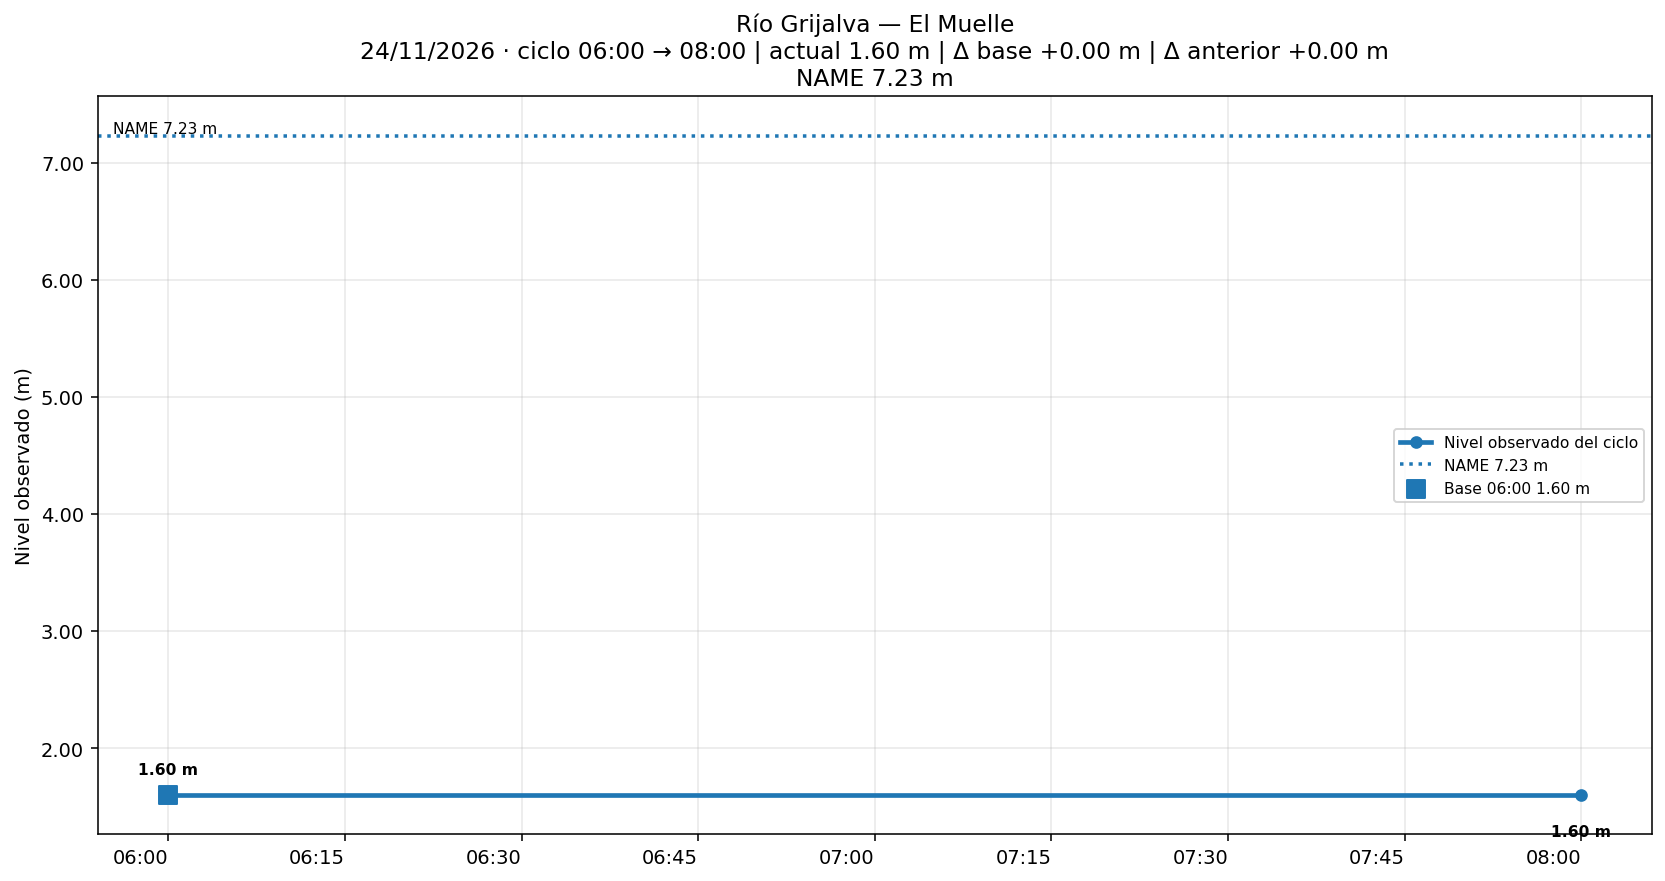 Río Grijalva — El Muelle
24/11/2026 · ciclo 06:00 → 08:00 | actual 1.60 m | Δ base +0.00 m | Δ anterior +0.00 m
NAME 7.23 m
NAME 7.23 m
7.00
6.00
5.00
4.00
3.00
2.00
Nivel observado (m)
Nivel observado del ciclo
NAME 7.23 m
Base 06:00 1.60 m
1.60 m
1.60 m
06:00 06:15 06:30 06:45 07:00 07:15 07:30 07:45 08:00